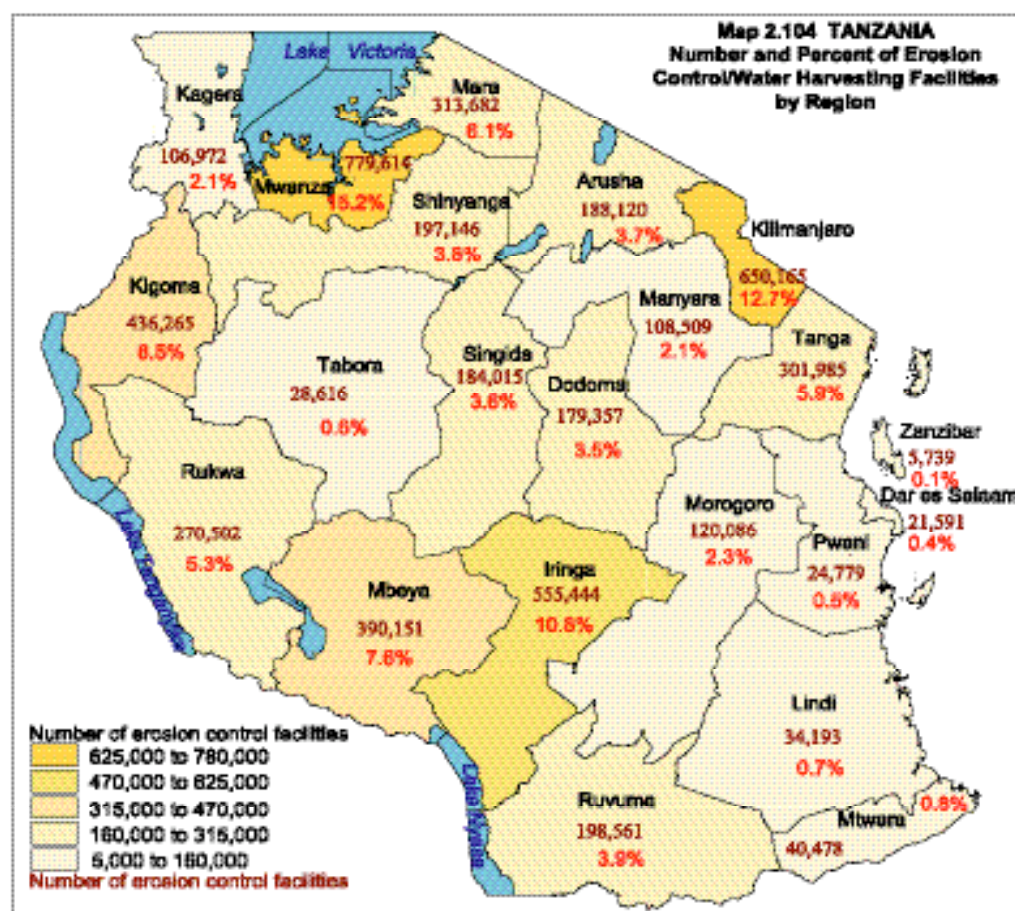 Map 2.104 TANZANIA
Number and Percent of Erosion
Control/Water Harvesting Facilities
by Region
Lake Victoria
Kagera
106,972
2.1%
Mara
313,682
6.1%
Mwanza
779,614
15.2%
Shinyanga
197,146
3.8%
Arusha
188,120
3.7%
Kilimanjaro
650,165
12.7%
Kigoma
436,265
8.5%
Tabora
28,616
0.6%
Singida
184,015
3.6%
Dodoma
179,357
3.5%
Manyara
108,509
2.1%
Tanga
301,985
5.9%
Zanzibar
5,739
0.1%
Dar es Salaam
21,591
0.4%
Rukwa
270,502
5.3%
Lake Tanganyika
Morogoro
120,086
2.3%
Pwani
24,779
0.5%
Mbeya
390,151
7.6%
Iringa
555,444
10.8%
Lindi
34,193
0.7%
Lake Nyasa
Ruvuma
198,561
3.9%
Mtwara
40,478
0.8%
Number of erosion control facilities
625,000 to 780,000
470,000 to 625,000
315,000 to 470,000
160,000 to 315,000
5,000 to 160,000
Number of erosion control facilities